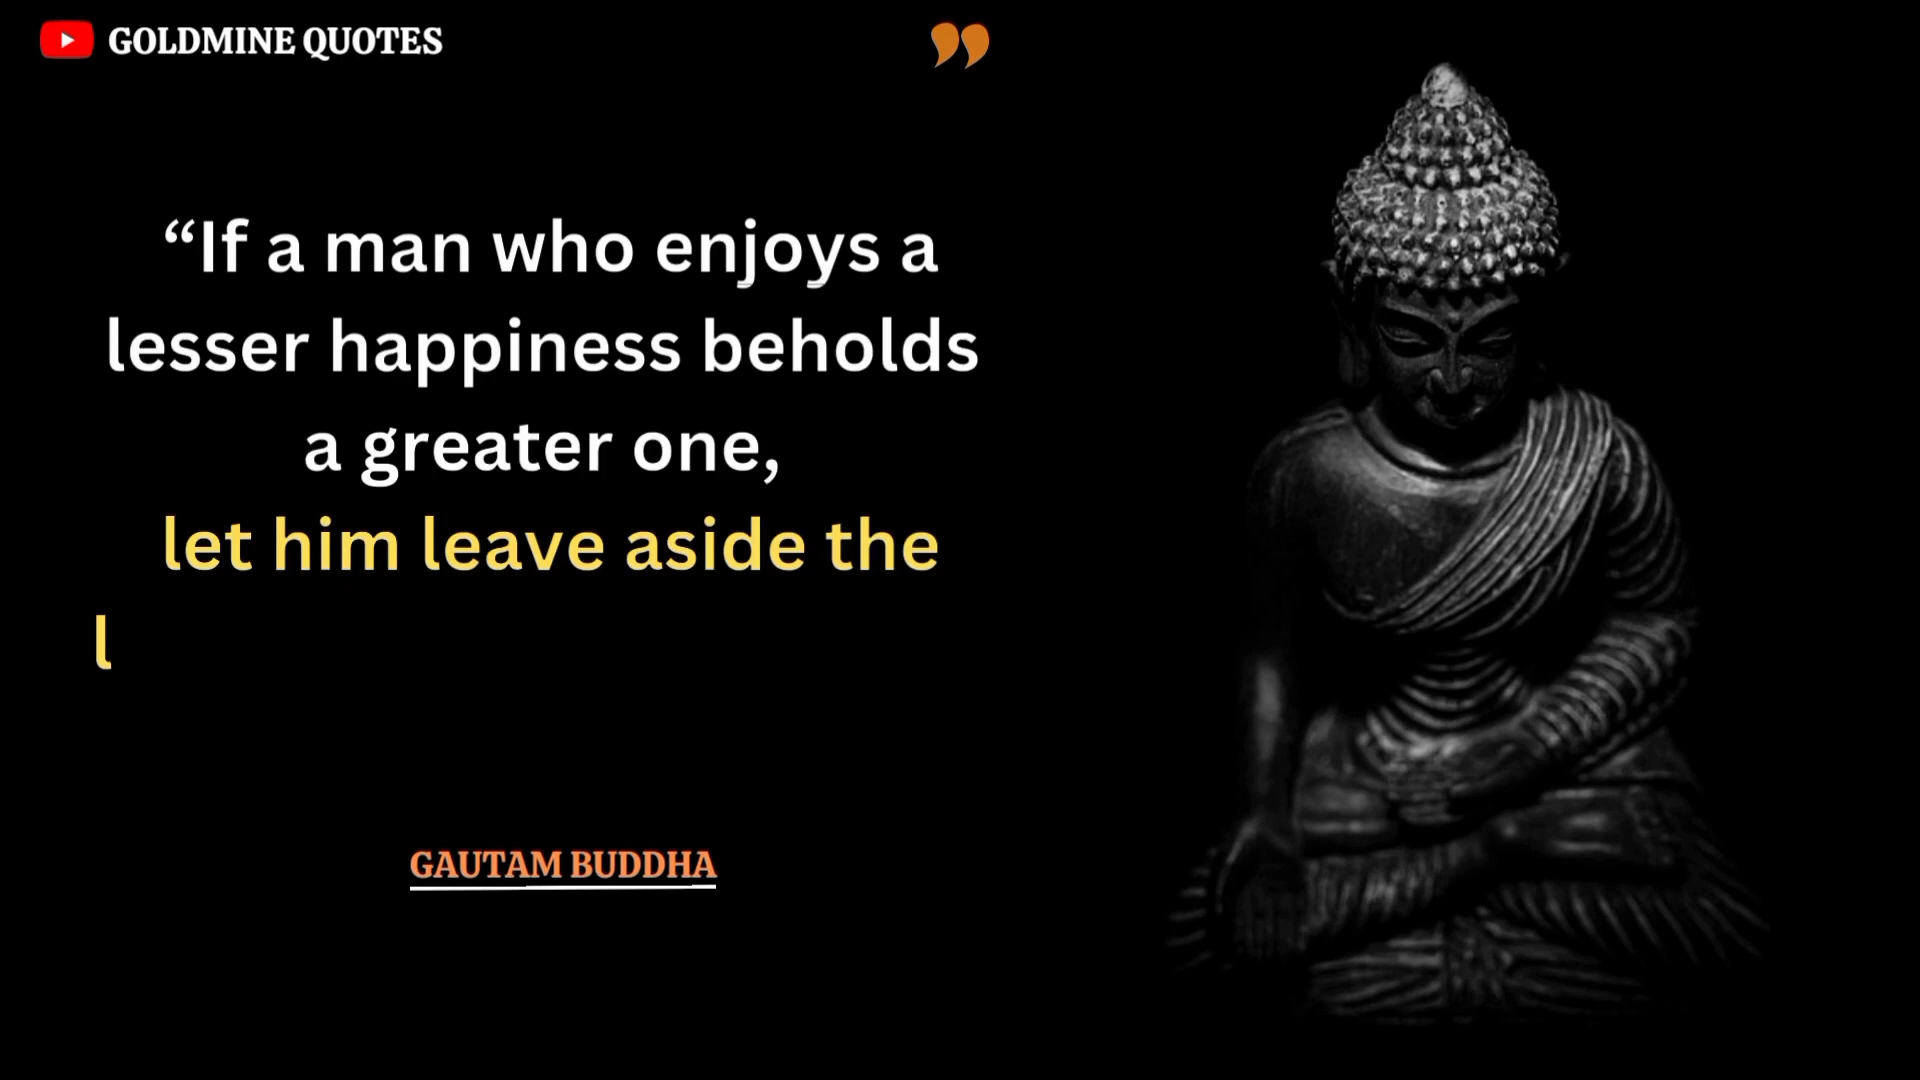 GOLDMINE QUOTES
”
“If a man who enjoys a
lesser happiness beholds
a greater one,
let him leave aside the
l
GAUTAM BUDDHA